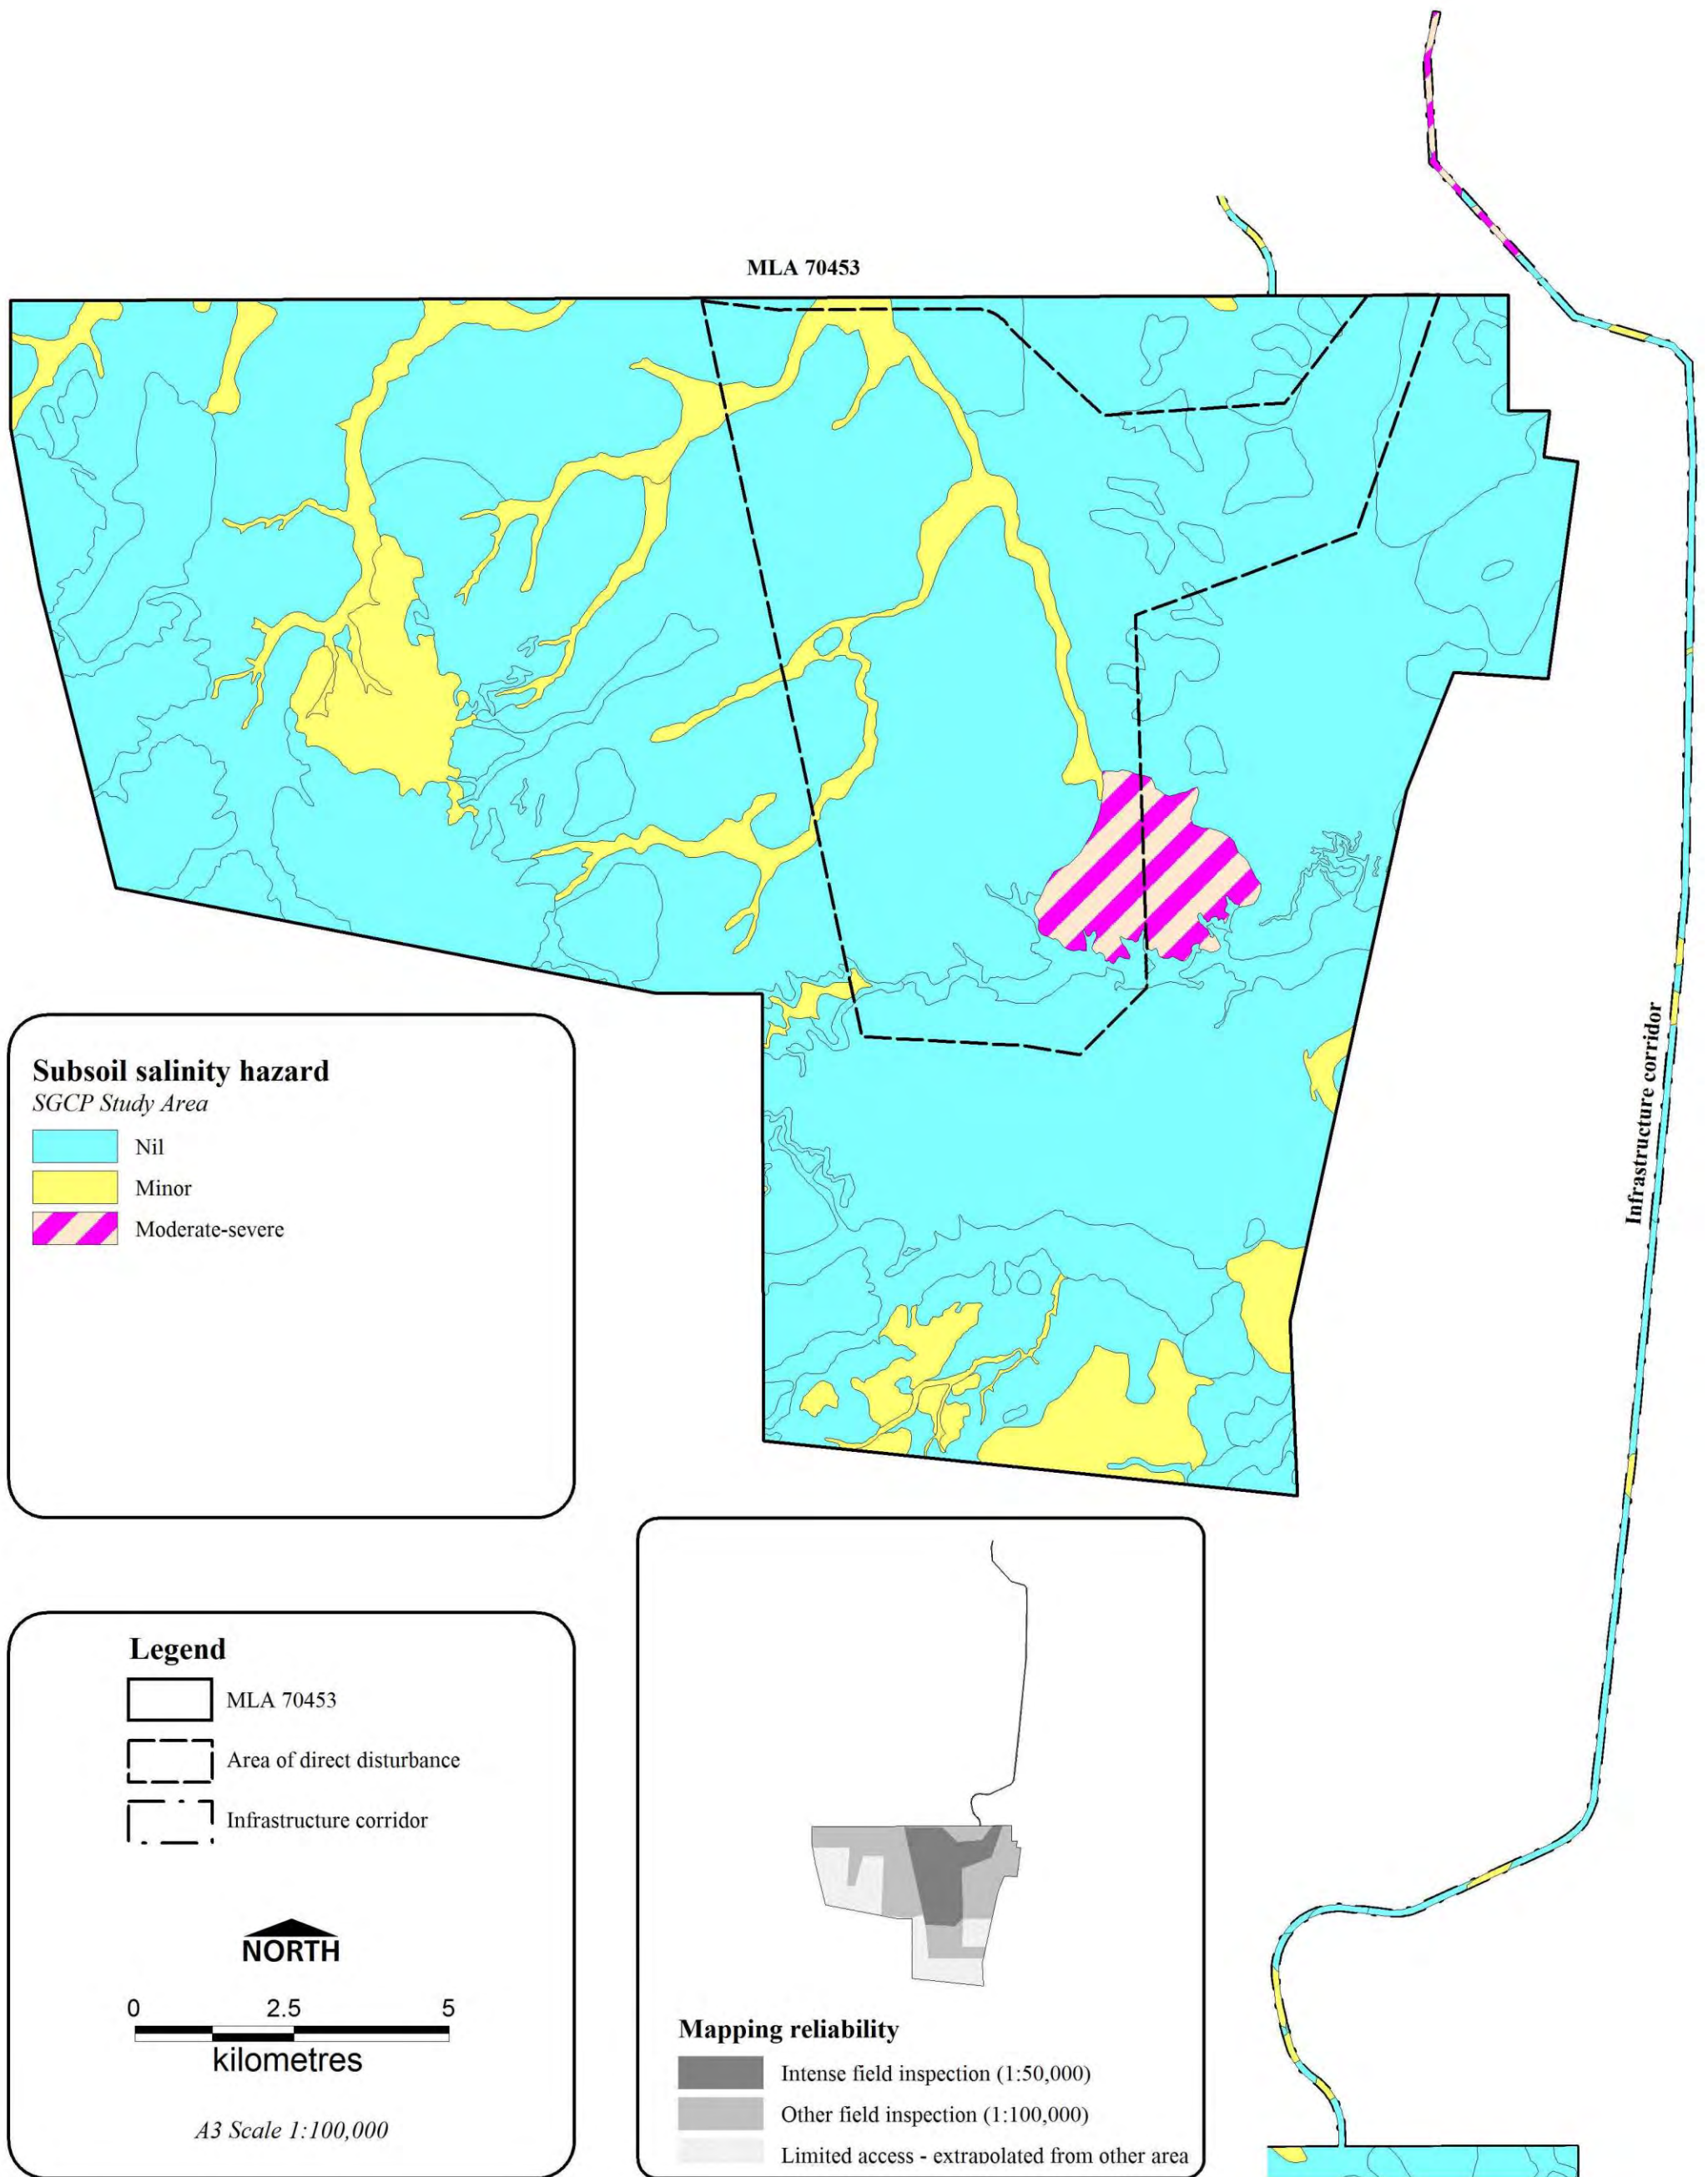 MLA 70453
Infrastructure corridor
Subsoil salinity hazard
SGCP Study Area
Nil
Minor
Moderate-severe
Legend
MLA 70453
Area of direct disturbance
Infrastructure corridor
NORTH
0 2.5 5
kilometres
A3 Scale 1:100,000
Mapping reliability
Intense field inspection (1:50,000)
Other field inspection (1:100,000)
Limited access - extrapolated from other area